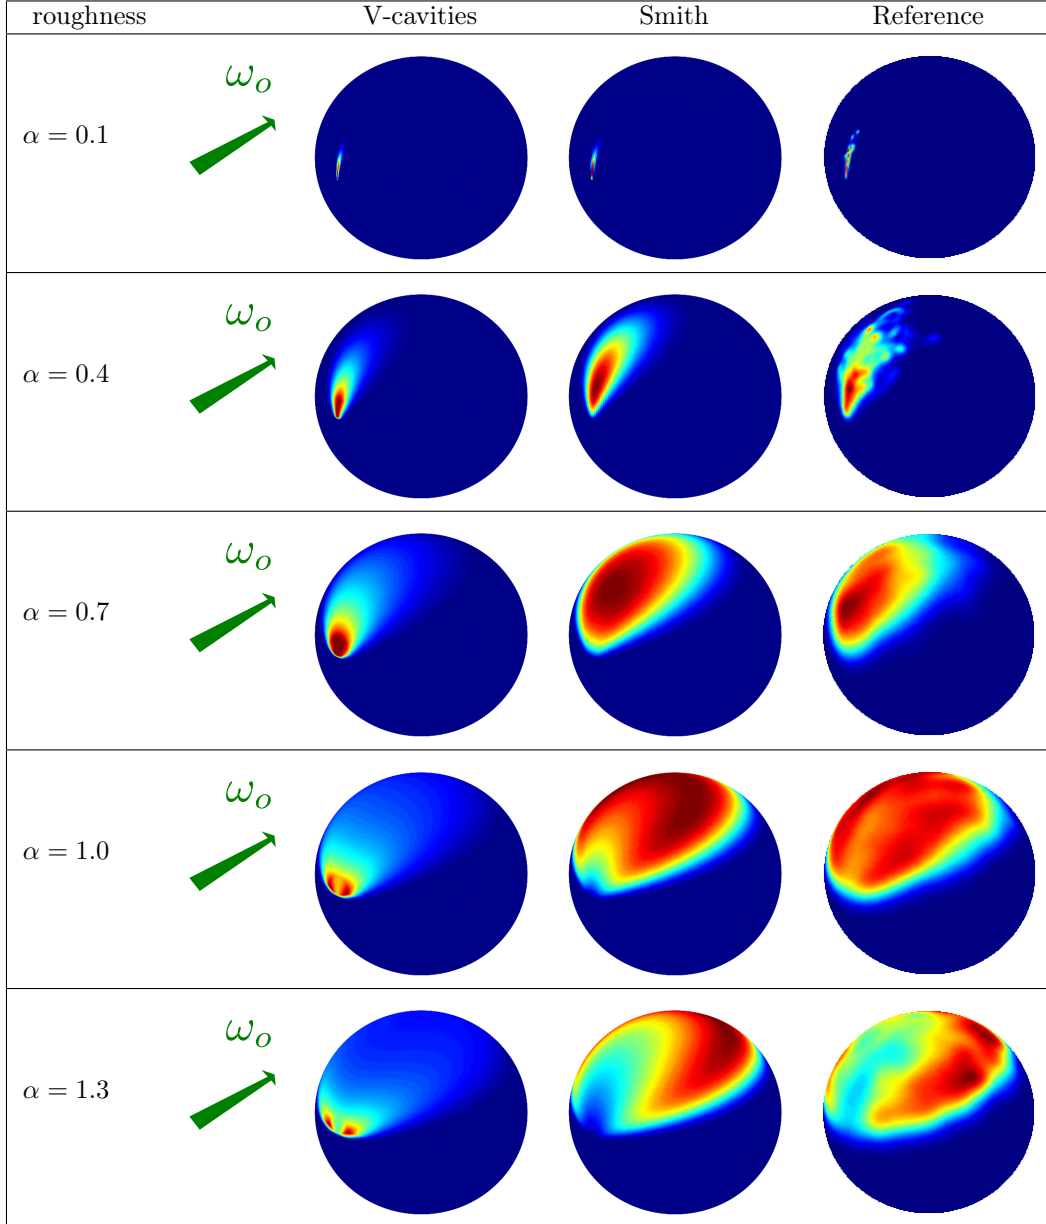 roughness V-cavities Smith Reference
ωₒ
α = 0.1
ωₒ
α = 0.4
ωₒ
α = 0.7
ωₒ
α = 1.0
ωₒ
α = 1.3